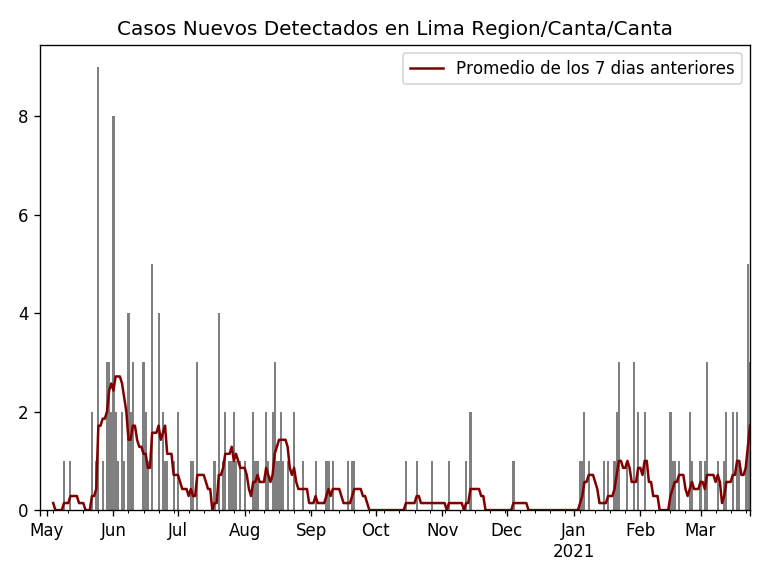 Casos Nuevos Detectados en Lima Region/Canta/Canta
Promedio de los 7 dias anteriores
8
6
4
2
0
May Jun Jul Aug Sep Oct Nov Dec Jan Feb Mar
2021